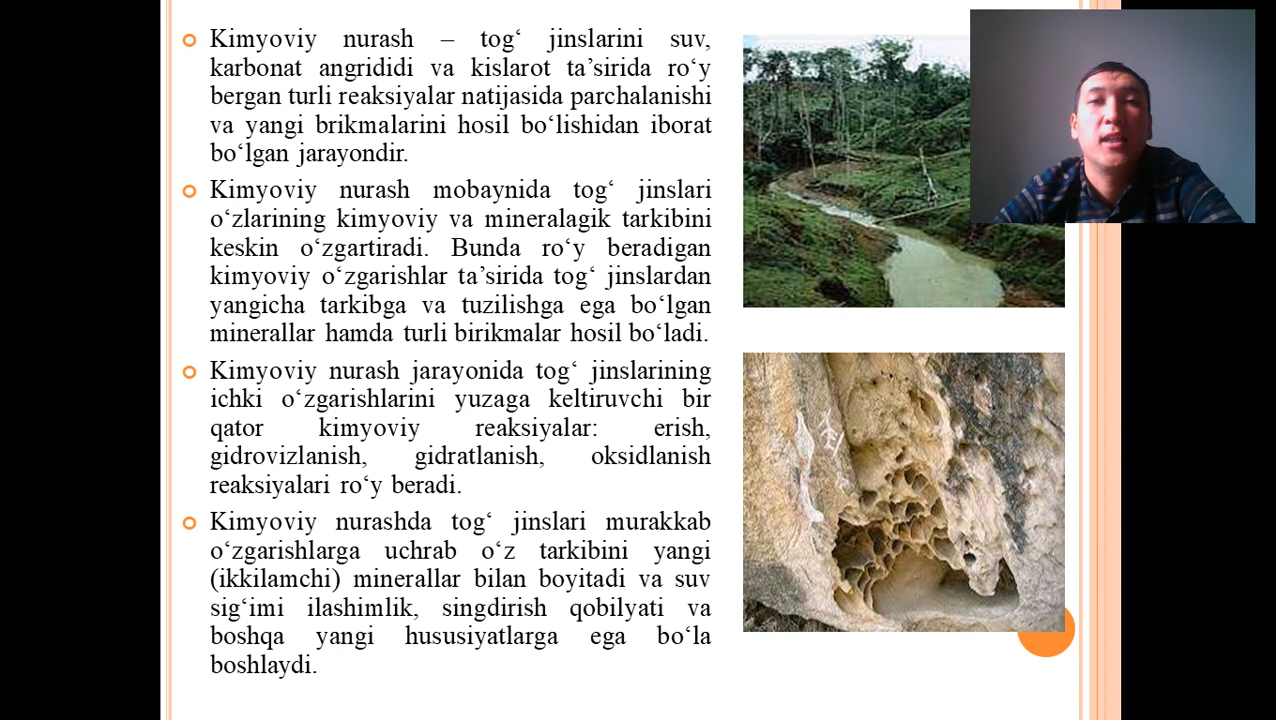 Kimyoviy nurash – tog‘ jinslarini suv,
karbonat angrididi va kislarot ta’sirida ro‘y
bergan turli reaksiyalar natijasida parchalanishi
va yangi brikmalarini hosil bo‘lishidan iborat
bo‘lgan jarayondir.
Kimyoviy nurash mobaynida tog‘ jinslari
o‘zlarining kimyoviy va mineralagik tarkibini
keskin o‘zgartiradi. Bunda ro‘y beradigan
kimyoviy o‘zgarishlar ta’sirida tog‘ jinslardan
yangicha tarkibga va tuzilishga ega bo‘lgan
minerallar hamda turli birikmalar hosil bo‘ladi.
Kimyoviy nurash jarayonida tog‘ jinslarining
ichki o‘zgarishlarini yuzaga keltiruvchi bir
qator kimyoviy reaksiyalar: erish,
gidrovizlanish, gidratlanish, oksidlanish
reaksiyalari ro‘y beradi.
Kimyoviy nurashda tog‘ jinslari murakkab
o‘zgarishlarga uchrab o‘z tarkibini yangi
(ikkilamchi) minerallar bilan boyitadi va suv
sig‘imi ilashimlik, singdirish qobilyati va
boshqa yangi hususiyatlarga ega bo‘la
boshlaydi.